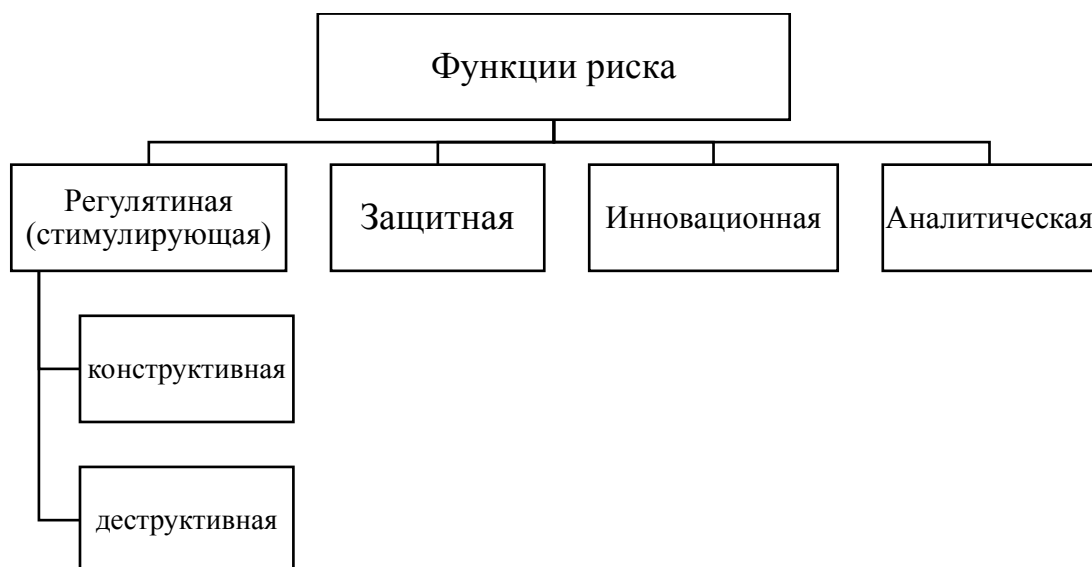 Функции риска
Регулятиная
(стимулирующая)
Защитная
Инновационная
Аналитическая
конструктивная
деструктивная